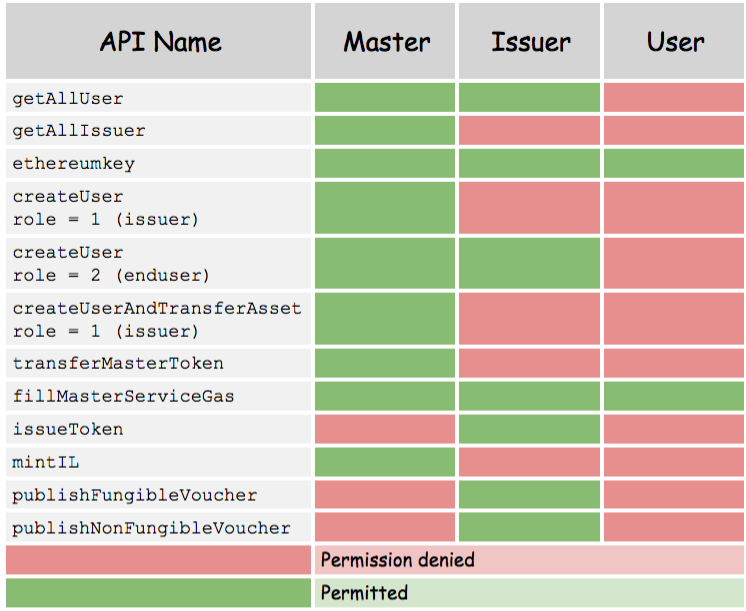 API Name Master Issuer User
getAllUser
getAllIssuer
ethereumkey
createUser
role = 1 (issuer)
createUser
role = 2 (enduser)
createUserAndTransferAsset
role = 1 (issuer)
transferMasterToken
fillMasterServiceGas
issueToken
mintIL
publishFungibleVoucher
publishNonFungibleVoucher
Permission denied
Permitted